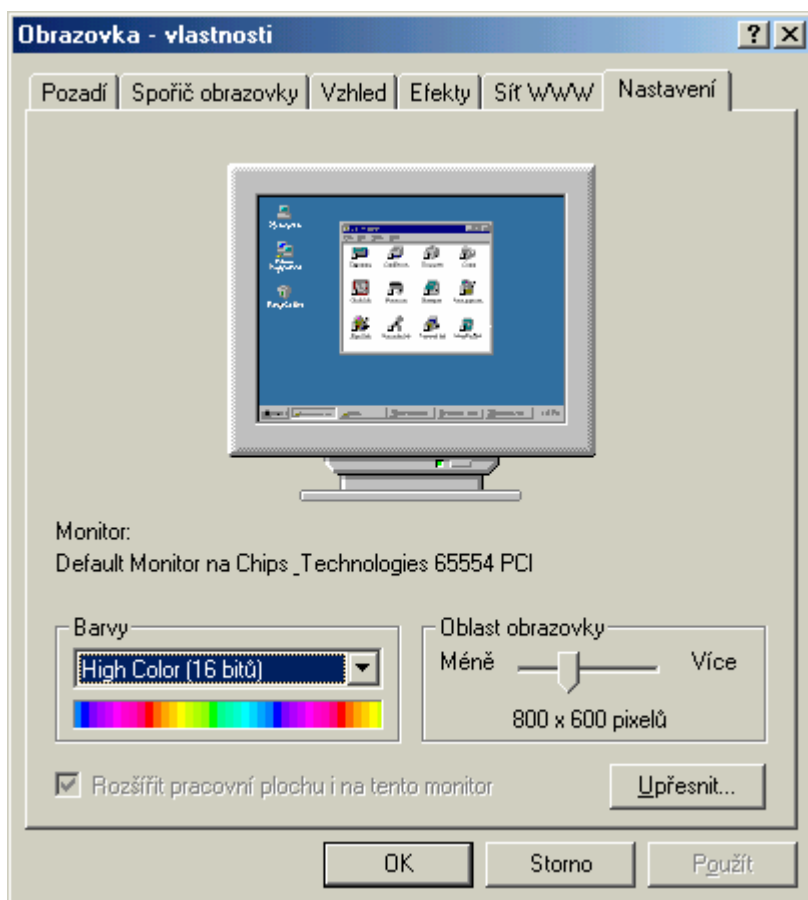 Obrazovka - vlastnosti
Pozadí Spořič obrazovky Vzhled Efekty Síť WWW Nastavení
Monitor:
Default Monitor na Chips _Technologies 65554 PCI
Barvy
High Color (16 bitů)
Oblast obrazovky
Méně Více
800 x 600 pixelů
Rozšířit pracovní plochu i na tento monitor
Upřesnit...
OK Storno Použít